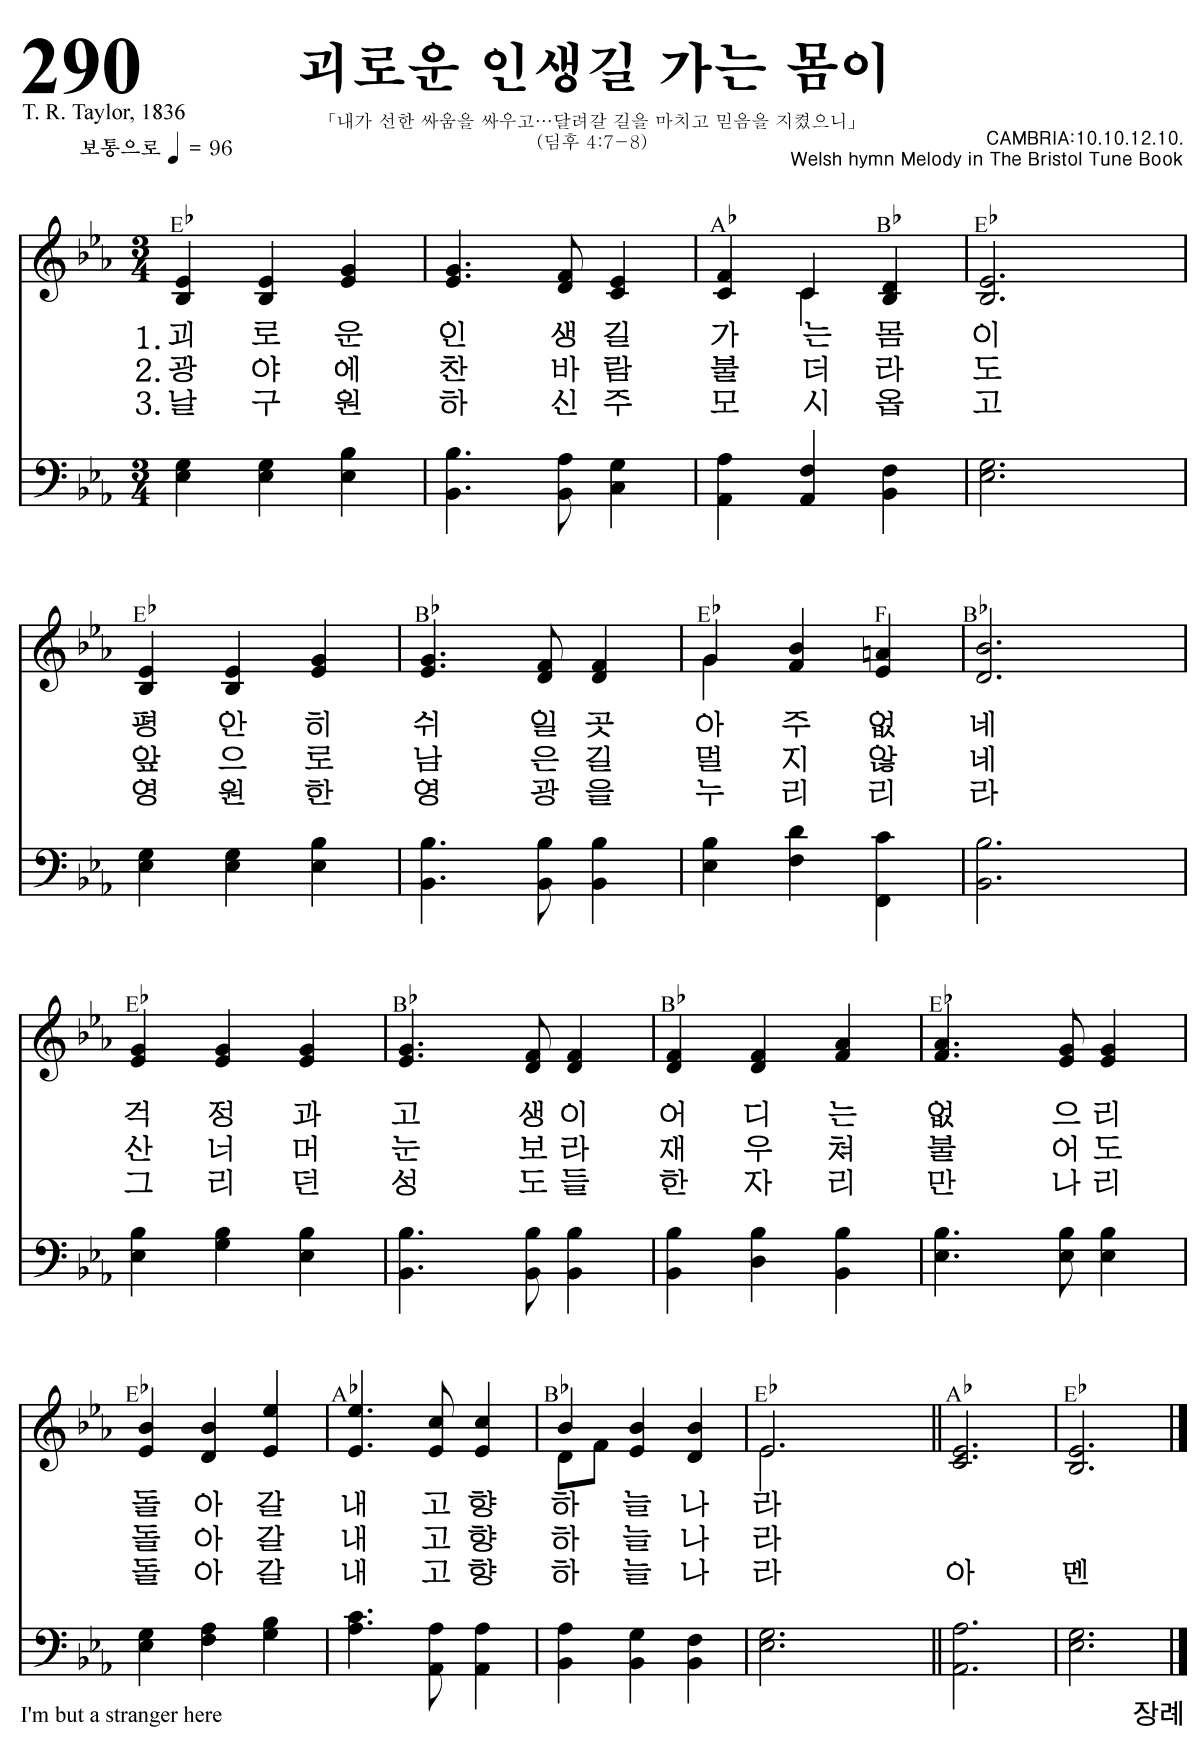 290
괴로운 인생길 가는 몸이
T. R. Taylor, 1836
「내가 선한 싸움을 싸우고…달려갈 길을 마치고 믿음을 지켰으니」
(딤후 4:7-8)
보통으로 ♩ = 96
CAMBRIA:10.10.12.10.
Welsh hymn Melody in The Bristol Tune Book
E♭ A♭ B♭ E♭
1. 괴 로 운 인 생 길 가 는 몸 이
2. 광 야 에 찬 바 람 불 더 라 도
3. 날 구 원 하 신 주 모 시 옵 고
E♭ B♭ E♭ F B♭
평 안 히 쉬 일 곳 아 주 없 네
앞 으 로 남 은 길 멀 지 않 네
영 원 한 영 광 을 누 리 리 라
E♭ B♭ B♭ E♭
걱 정 과 고 생 이 어 디 는 없 으 리
산 너 머 눈 보 라 재 우 쳐 불 어 도
그 리 던 성 도 들 한 자 리 만 나 리
E♭ A♭ B♭ E♭ A♭ E♭
돌 아 갈 내 고 향 하 늘 나 라
돌 아 갈 내 고 향 하 늘 나 라
돌 아 갈 내 고 향 하 늘 나 라 아 멘
I'm but a stranger here
장례